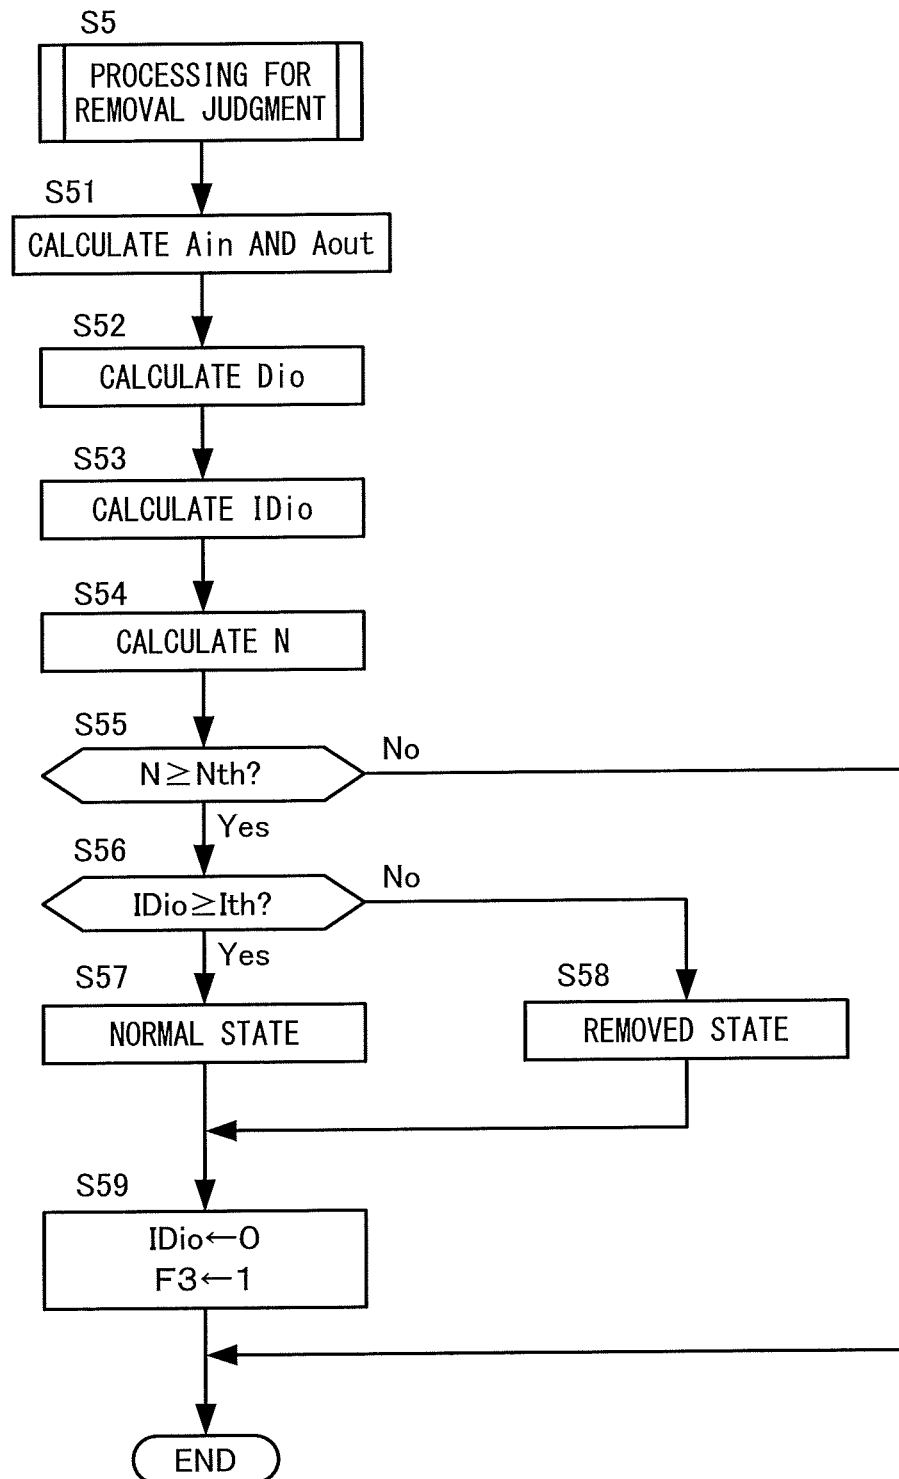 S5
PROCESSING FOR
REMOVAL JUDGMENT
S51
CALCULATE Ain AND Aout
S52
CALCULATE Dio
S53
CALCULATE IDio
S54
CALCULATE N
S55
N≥Nth?
No
Yes
S56
IDio≥Ith?
No
Yes
S57
NORMAL STATE
S58
REMOVED STATE
S59
IDio←0
F3←1
END